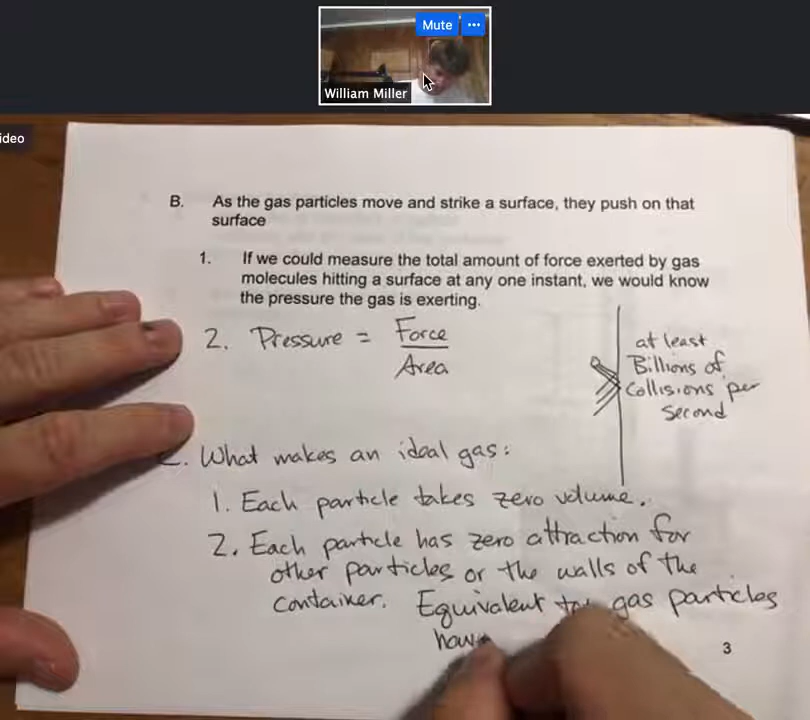 Mute
...
William Miller
ideo
B. As the gas particles move and strike a surface, they push on that
surface
1. If we could measure the total amount of force exerted by gas
molecules hitting a surface at any one instant, we would know
the pressure the gas is exerting.
2. Pressure = Force
Area
at least
Billions of
Collisions per
second
What makes an ideal gas:
1. Each particle takes zero volume.
2. Each particle has zero attraction for
other particles or the walls of the
container. Equivalent gas particles
3